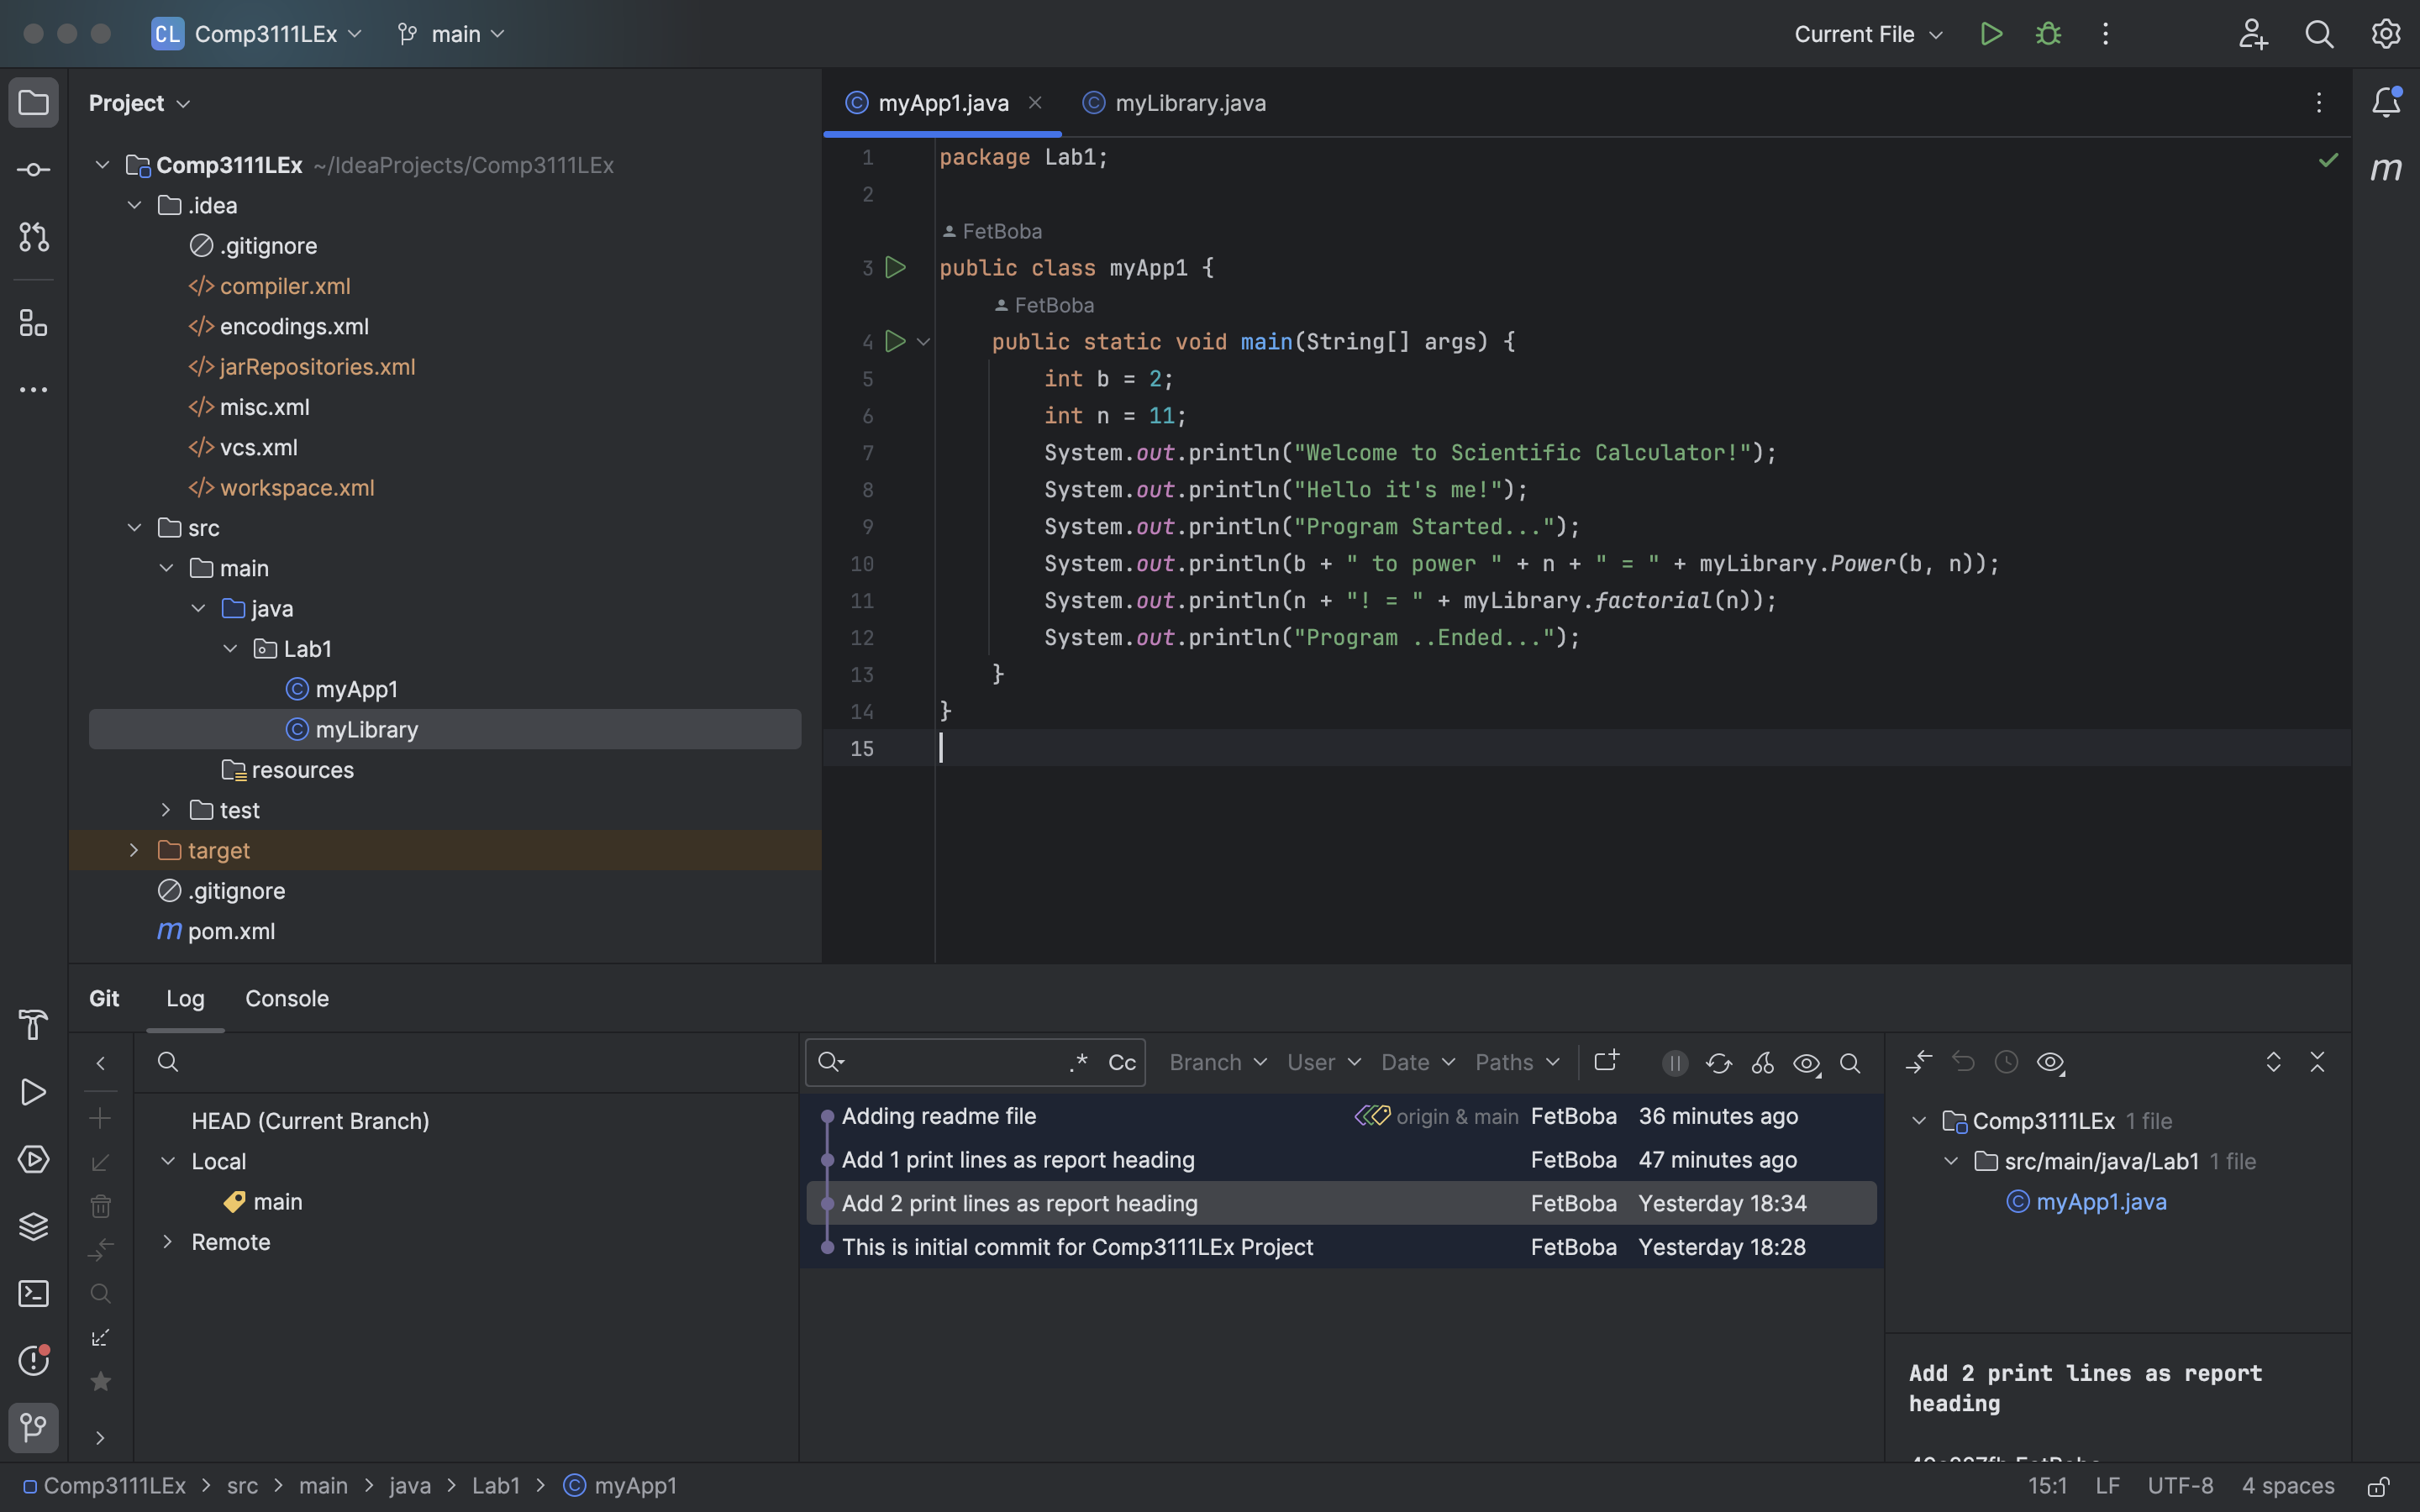 CL Comp3111LEx main Current File
Project
Comp3111LEx ~/IdeaProjects/Comp3111LEx
.idea
.gitignore
</> compiler.xml
</> encodings.xml
</> jarRepositories.xml
</> misc.xml
</> vcs.xml
</> workspace.xml
src
main
java
Lab1
myApp1
myLibrary
resources
test
target
.gitignore
m pom.xml
myApp1.java myLibrary.java
m
1 package Lab1;
2
FetBoba
3 public class myApp1 {
FetBoba
4 public static void main(String[] args) {
5 int b = 2;
6 int n = 11;
7 System.out.println("Welcome to Scientific Calculator!");
8 System.out.println("Hello it's me!");
9 System.out.println("Program Started...");
10 System.out.println(b + " to power " + n + " = " + myLibrary.Power(b, n));
11 System.out.println(n + "! = " + myLibrary.factorial(n));
12 System.out.println("Program ..Ended...");
13 }
14 }
15
Git Log Console
HEAD (Current Branch)
Local
main
Remote
.* Cc Branch User Date Paths
Adding readme file origin & main FetBoba 36 minutes ago
Add 1 print lines as report heading FetBoba 47 minutes ago
Add 2 print lines as report heading FetBoba Yesterday 18:34
This is initial commit for Comp3111LEx Project FetBoba Yesterday 18:28
Comp3111LEx 1 file
src/main/java/Lab1 1 file
myApp1.java
Add 2 print lines as report
heading
Comp3111LEx > src > main > java > Lab1 > myApp1 15:1 LF UTF-8 4 spaces